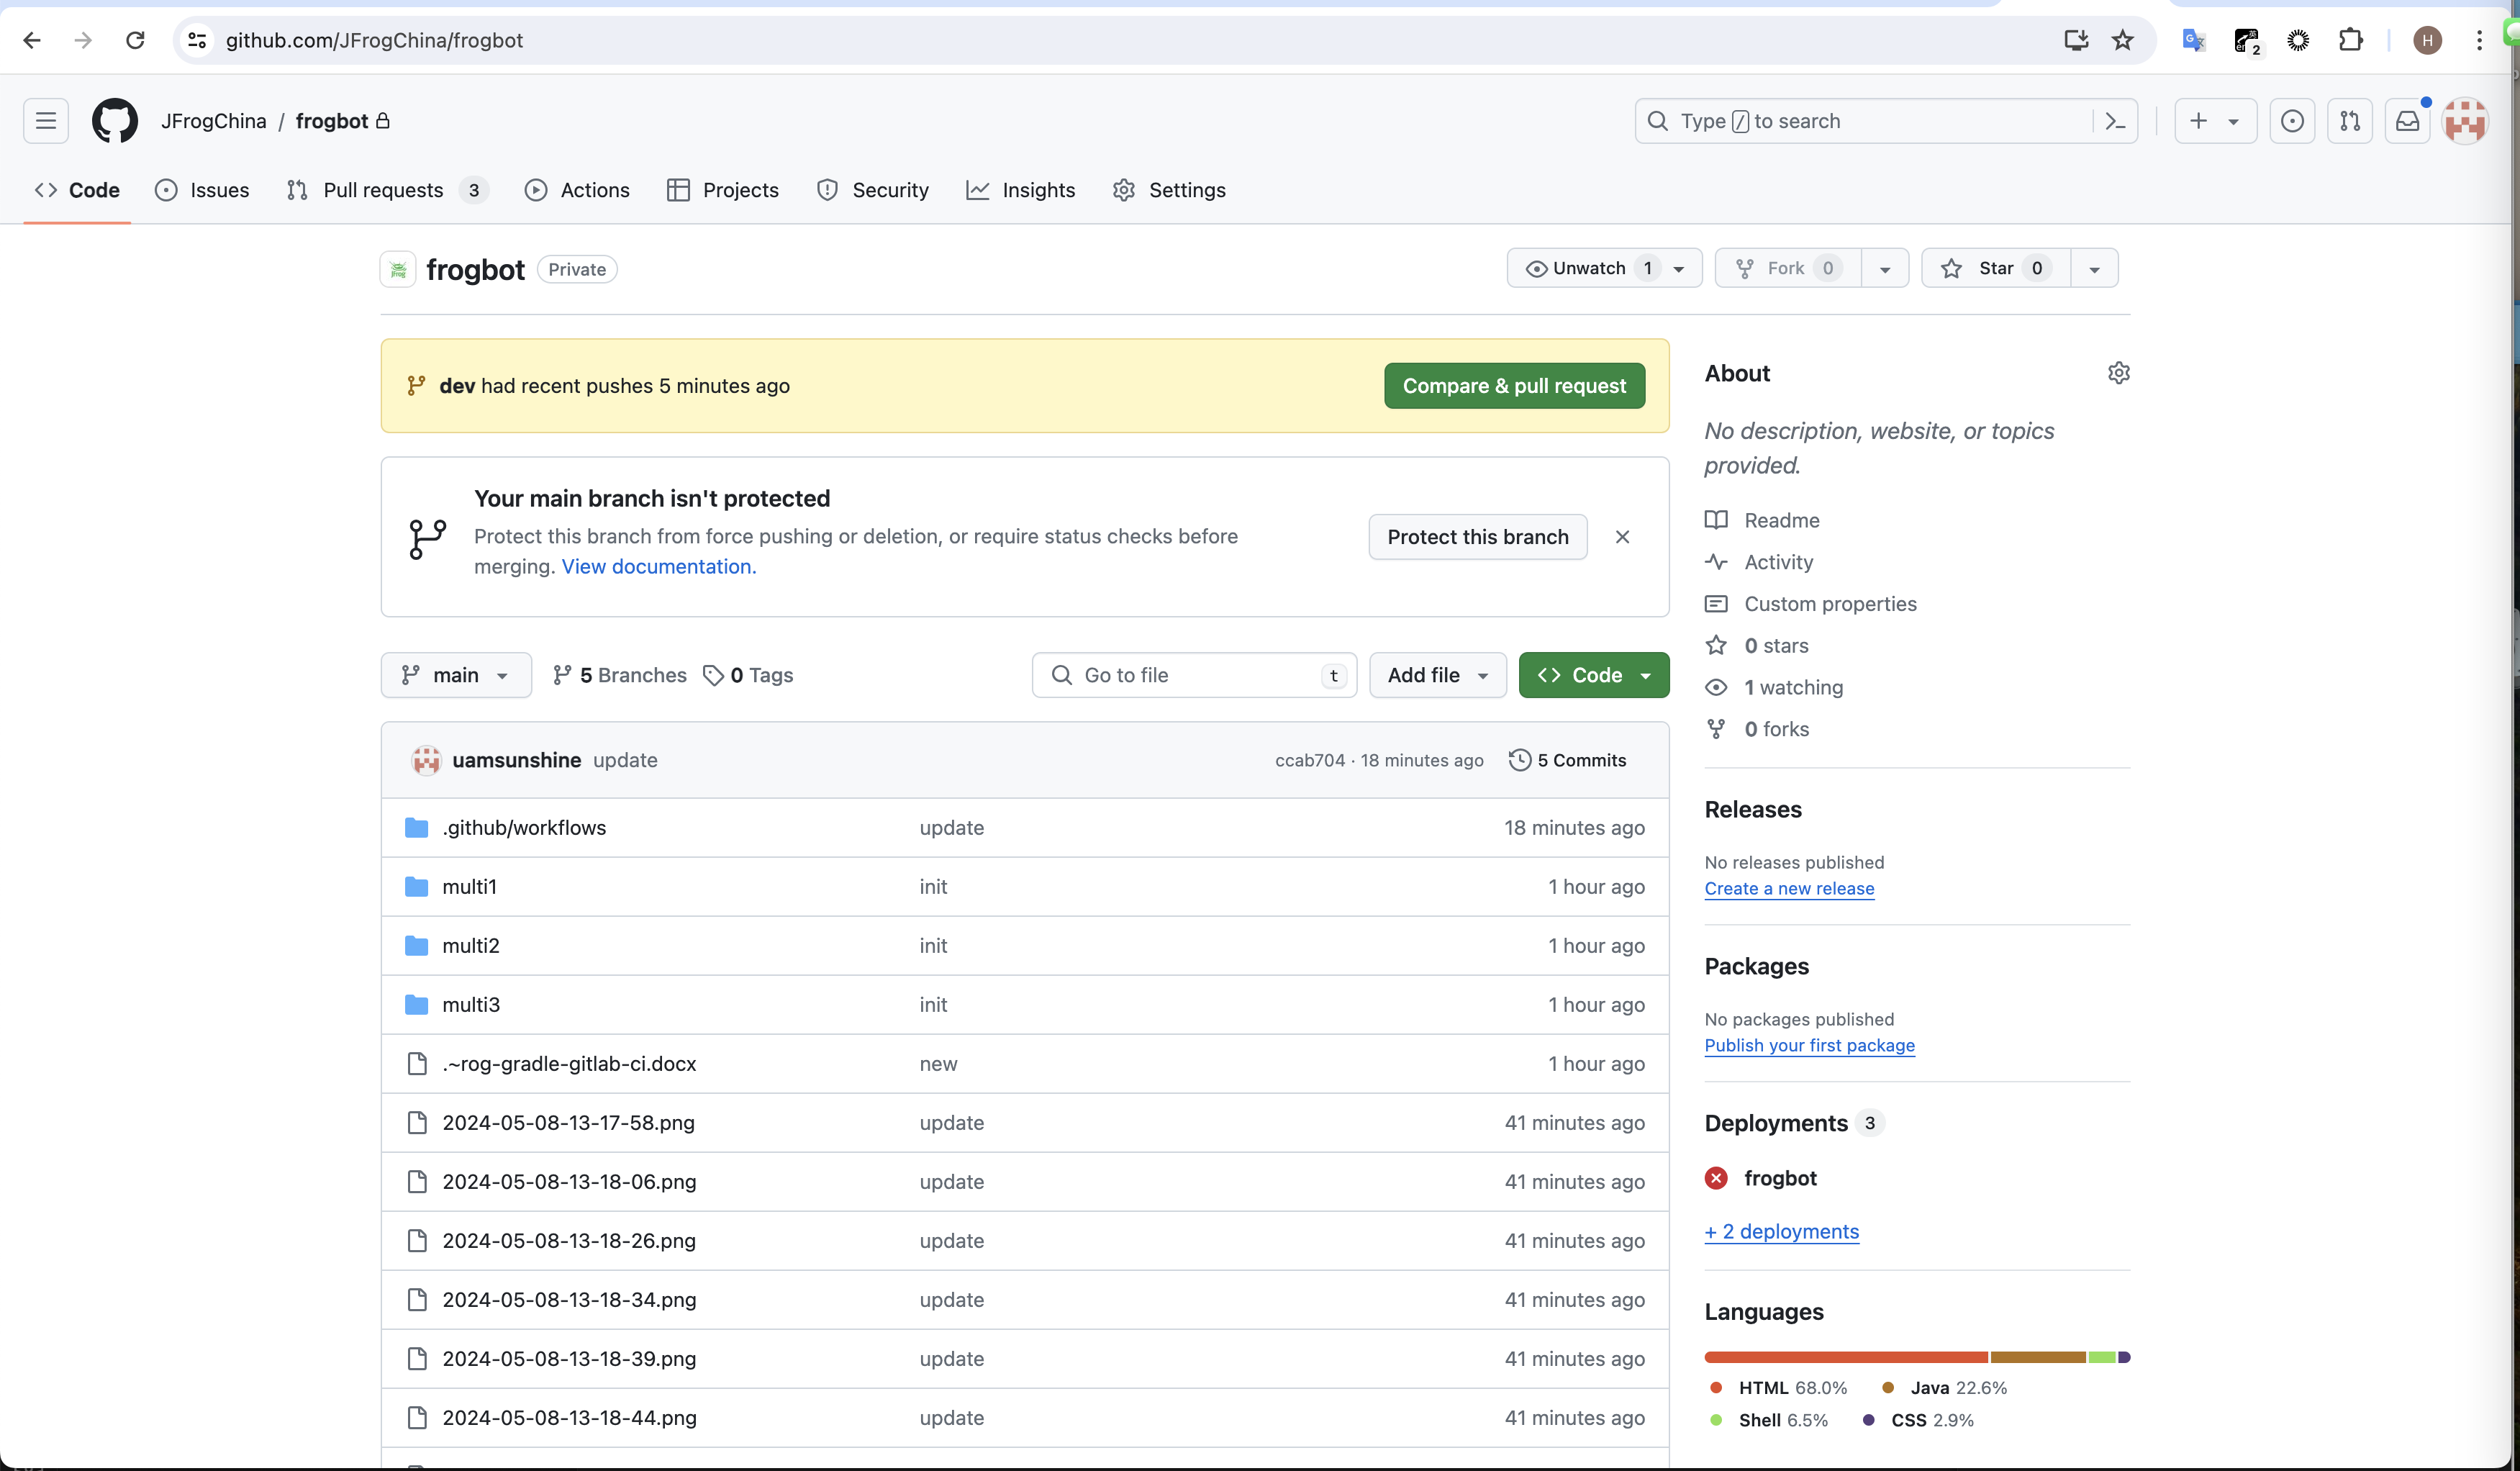 github.com/JFrogChina/frogbot
2
H
JFrogChina / frogbot
Type / to search
Code
Issues
Pull requests 3
Actions
Projects
Security
Insights
Settings
frogbot Private
Unwatch 1
Fork 0
Star 0
dev had recent pushes 5 minutes ago
Compare & pull request
Your main branch isn't protected
Protect this branch from force pushing or deletion, or require status checks before
merging. View documentation.
Protect this branch
main
5 Branches
0 Tags
Go to file
t
Add file
Code
uamsunshine update
ccab704 · 18 minutes ago
5 Commits
.github/workflows update 18 minutes ago
multi1 init 1 hour ago
multi2 init 1 hour ago
multi3 init 1 hour ago
.~rog-gradle-gitlab-ci.docx new 1 hour ago
2024-05-08-13-17-58.png update 41 minutes ago
2024-05-08-13-18-06.png update 41 minutes ago
2024-05-08-13-18-26.png update 41 minutes ago
2024-05-08-13-18-34.png update 41 minutes ago
2024-05-08-13-18-39.png update 41 minutes ago
2024-05-08-13-18-44.png update 41 minutes ago
About
No description, website, or topics
provided.
Readme
Activity
Custom properties
0 stars
1 watching
0 forks
Releases
No releases published
Create a new release
Packages
No packages published
Publish your first package
Deployments 3
frogbot
+ 2 deployments
Languages
HTML 68.0% Java 22.6%
Shell 6.5% CSS 2.9%